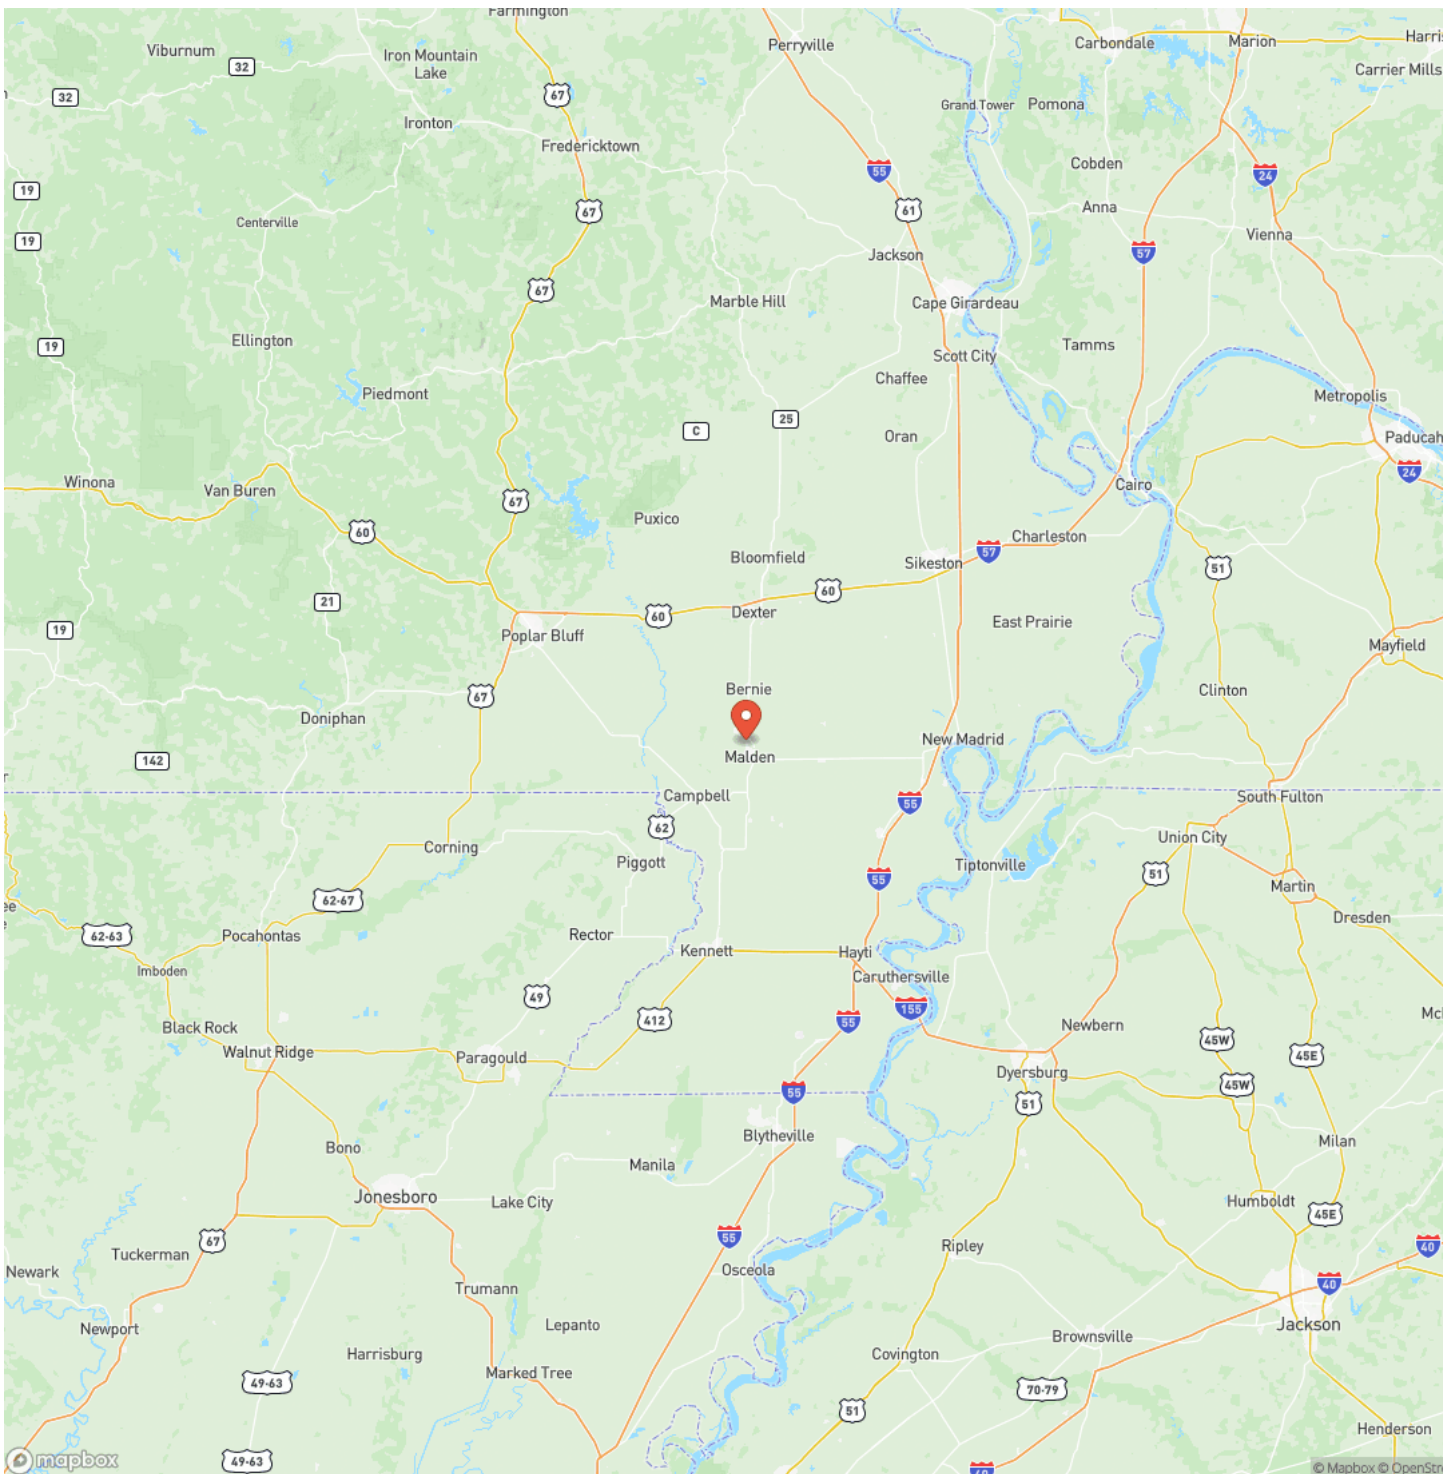 Farmington
Viburnum
Iron Mountain
Lake
Perryville
Carbondale
Marion
Harris
32
32
67
Carrier Mills
Grand Tower
Pomona
Ironton
Fredericktown
55
Cobden
24
19
67
61
Anna
Centerville
Vienna
19
Jackson
57
67
Marble Hill
Cape Girardeau
Ellington
19
Tamms
Scott City
Chaffee
Piedmont
Metropolis
25
C
Oran
Paducah
24
Winona
Van Buren
67
Cairo
Puxico
60
Charleston
Bloomfield
Sikeston
57
51
60
21
60
Dexter
19
Poplar Bluff
East Prairie
Mayfield
Bernie
67
Clinton
Doniphan
New Madrid
142
Malden
Campbell
55
South Fulton
62
Union City
Corning
Piggott
Tiptonville
55
51
Martin
62-67
Dresden
ee
62-63
Pocahontas
Rector
Kennett
Hayti
Imboden
Caruthersville
49
155
412
55
Black Rock
Newbern
45W
Walnut Ridge
Paragould
45E
Dyersburg
45W
55
51
Blytheville
Milan
Bono
Manila
Jonesboro
Lake City
Humboldt
45E
67
55
Ripley
40
Tuckerman
Newark
Osceola
Trumann
40
Newport
Lepanto
Jackson
Brownsville
Harrisburg
Covington
Marked Tree
49-63
70-79
51
Henderson
49-63
mapbox
© Mapbox © OpenStr